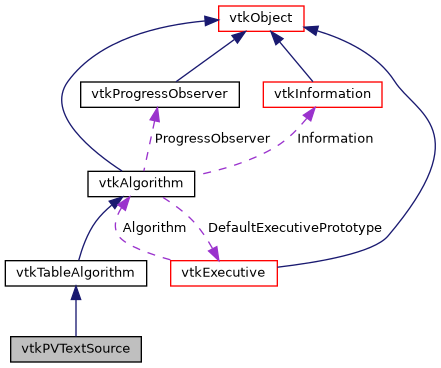 vtkObject
vtkProgressObserver
vtkInformation
ProgressObserver
Information
vtkAlgorithm
Algorithm
DefaultExecutivePrototype
vtkTableAlgorithm
vtkExecutive
vtkPVTextSource